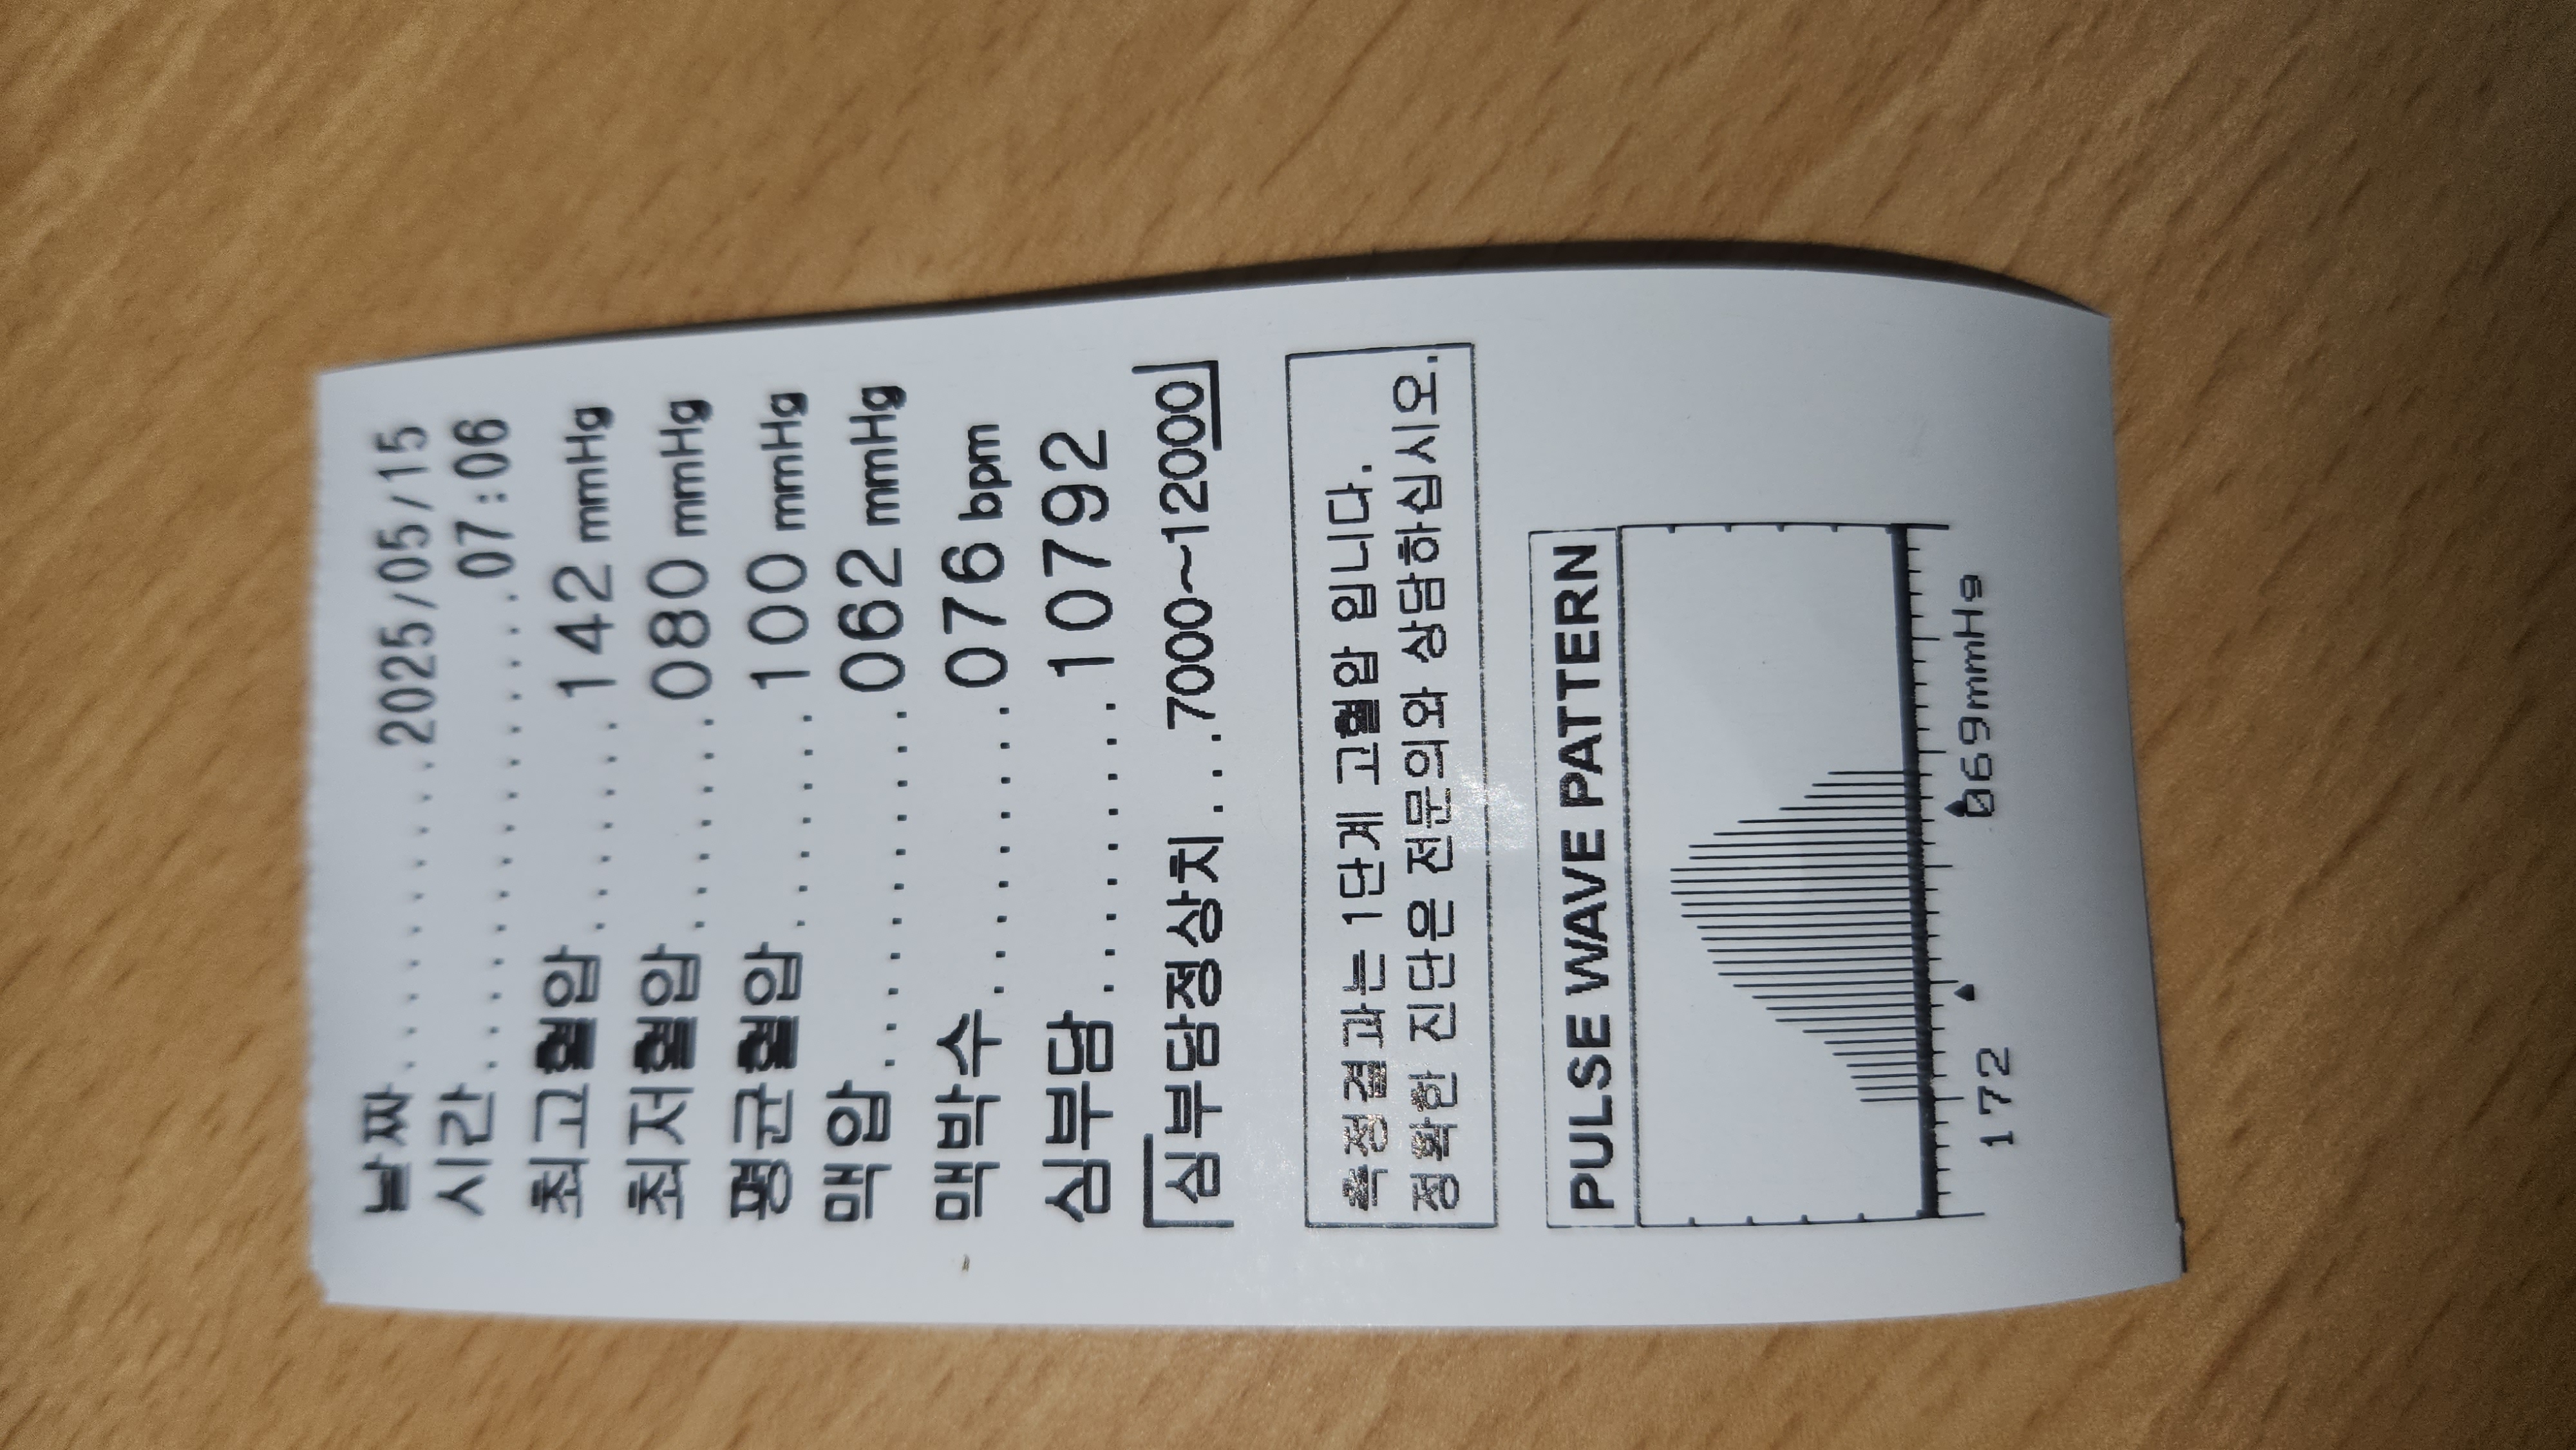 날짜..............2025/05/15
시간....................07:06
최고혈압..........142 mmHg
최저혈압..........080 mmHg
평균혈압..........100 mmHg
맥압..............062 mmHg
맥박수............076 bpm
심부담............10792
심부담정상치...7000~12000
측정결과는 1단계 고혈압 입니다.
정확한 진단은 전문의와 상담하십시오.
PULSE WAVE PATTERN
172 069mmHg